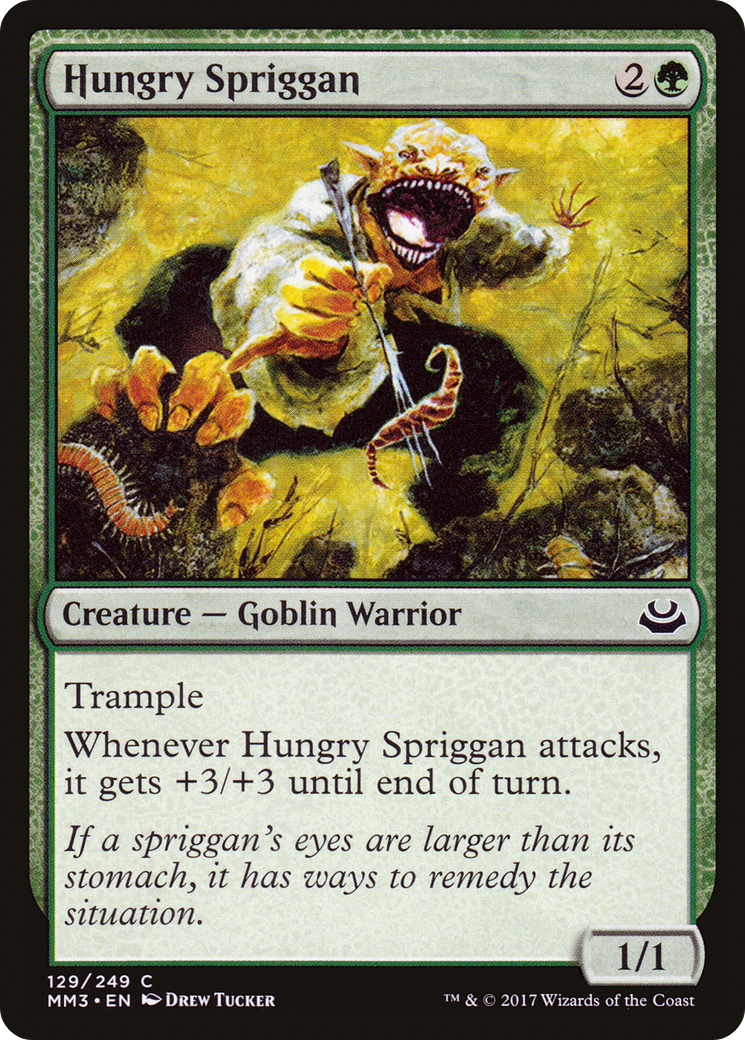 Hungry Spriggan 2
Creature — Goblin Warrior
Trample
Whenever Hungry Spriggan attacks,
it gets +3/+3 until end of turn.
If a spriggan's eyes are larger than its
stomach, it has ways to remedy the
situation.
1/1
129/249 C
MM3 • EN Drew Tucker
™ & © 2017 Wizards of the Coast